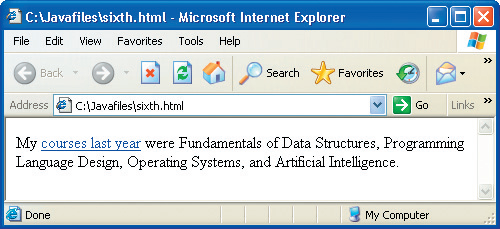 C:\Javafiles\sixth.html - Microsoft Internet Explorer
File Edit View Favorites Tools Help
Back Search Favorites
Address C:\Javafiles\sixth.html Go Links »
My courses last year were Fundamentals of Data Structures, Programming
Language Design, Operating Systems, and Artificial Intelligence.
Done My Computer